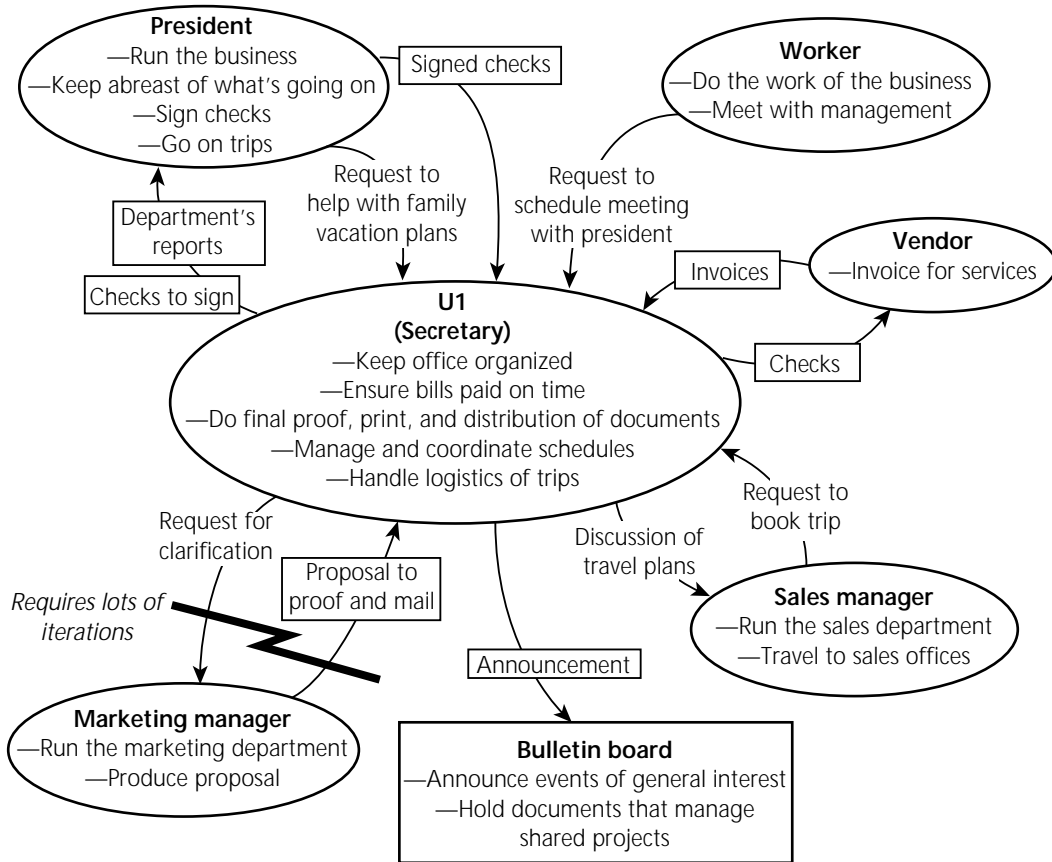 President
—Run the business
—Keep abreast of what's going on
—Sign checks
—Go on trips
Signed checks
Worker
—Do the work of the business
—Meet with management
Request to
help with family
vacation plans
Request to
schedule meeting
with president
Department's
reports
Checks to sign
Vendor
—Invoice for services
Invoices
Checks
U1
(Secretary)
—Keep office organized
—Ensure bills paid on time
—Do final proof, print, and distribution of documents
—Manage and coordinate schedules
—Handle logistics of trips
Request for
clarification
Proposal to
proof and mail
Requires lots of
iterations
Discussion of
travel plans
Request to
book trip
Sales manager
—Run the sales department
—Travel to sales offices
Announcement
Marketing manager
—Run the marketing department
—Produce proposal
Bulletin board
—Announce events of general interest
—Hold documents that manage
shared projects